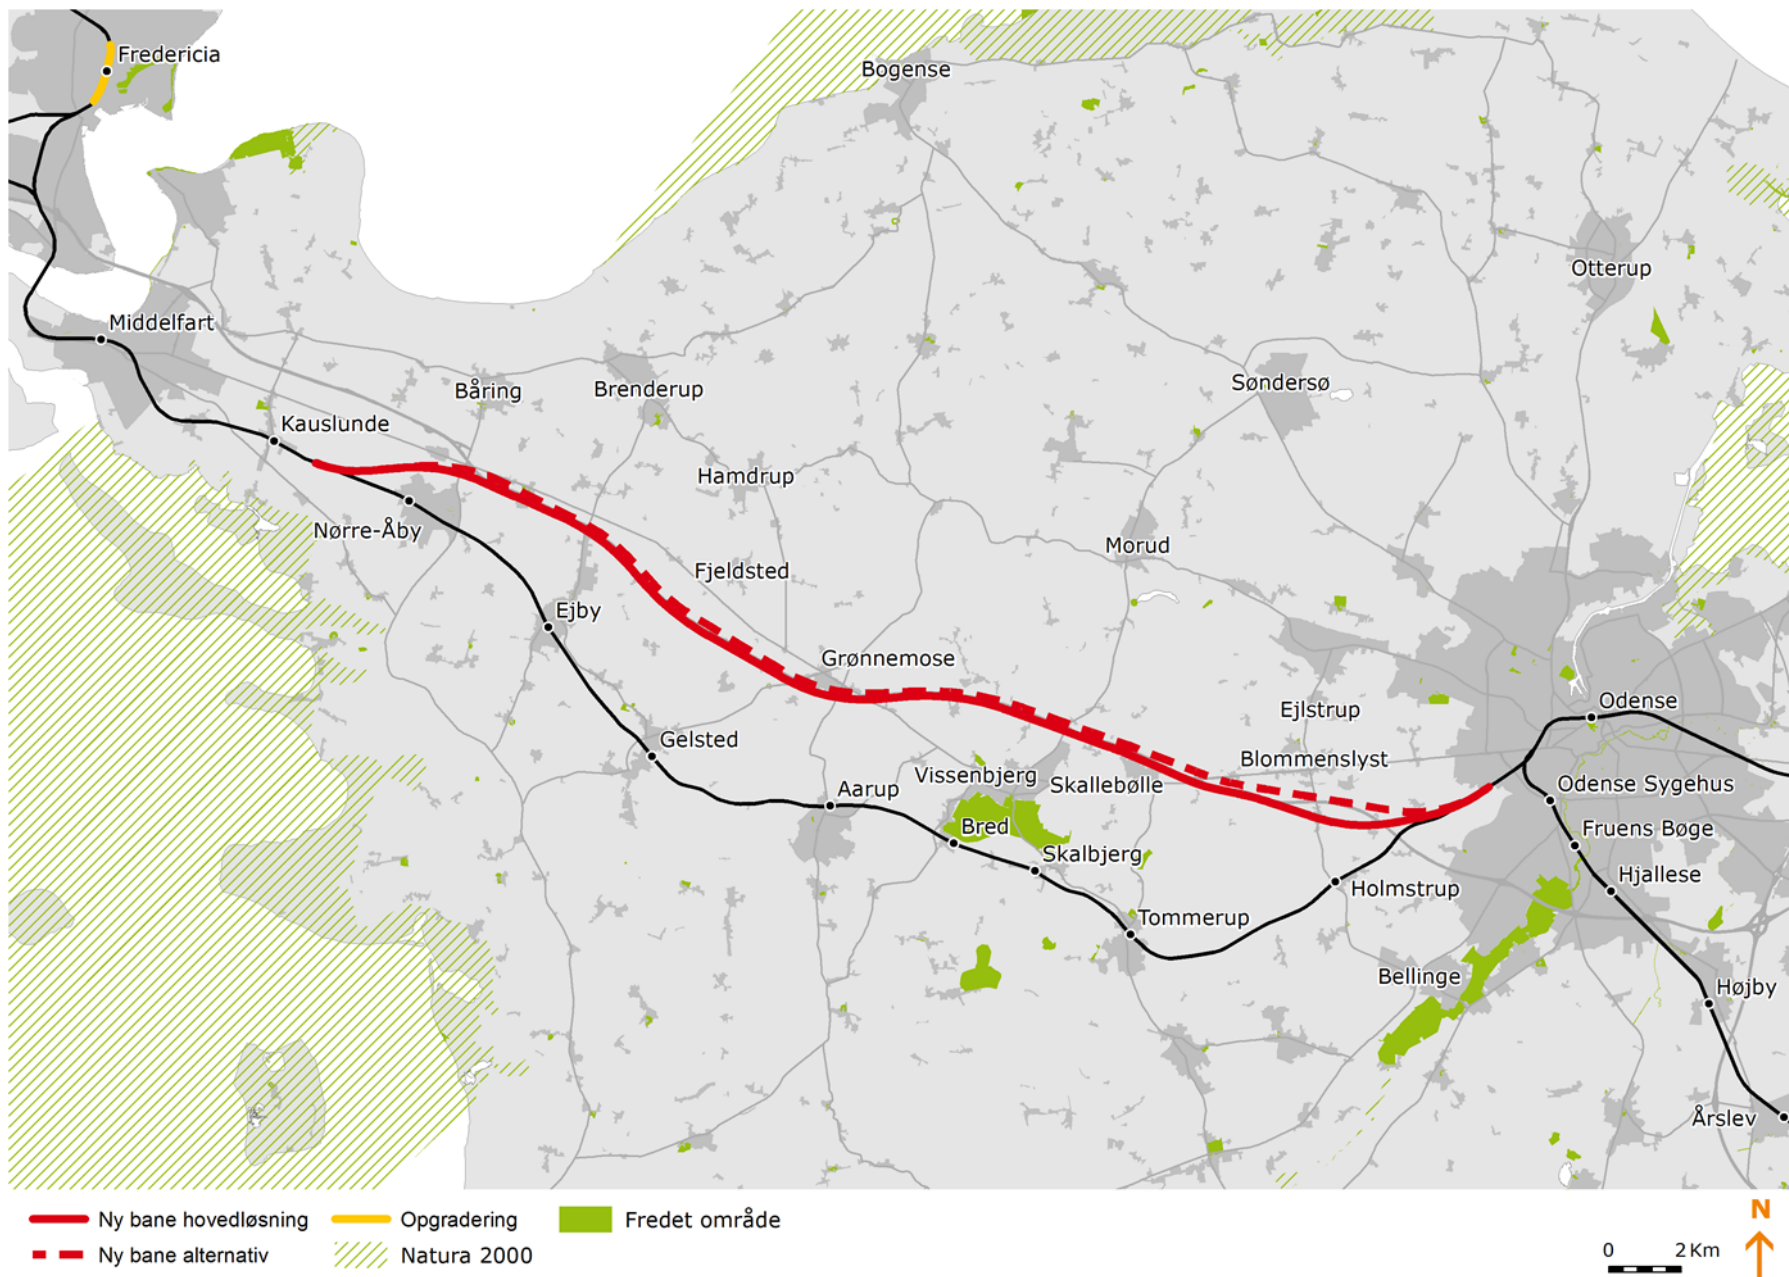 Fredericia
Bogense
Otterup
Middelfart
Søndersø
Båring
Brenderup
Kauslunde
Hamdrup
Nørre-Åby
Morud
Fjeldsted
Ejby
Grønnemose
Odense
Ejlstrup
Gelsted
Blommenslyst
Vissenbjerg
Skallebølle
Odense Sygehus
Aarup
Bred
Fruens Bøge
Skalbjerg
Hjallese
Holmstrup
Tommerup
Bellinge
Højby
Årslev
Ny bane hovedløsning
Opgradering
Fredet område
Ny bane alternativ
Natura 2000
0 2 Km
N